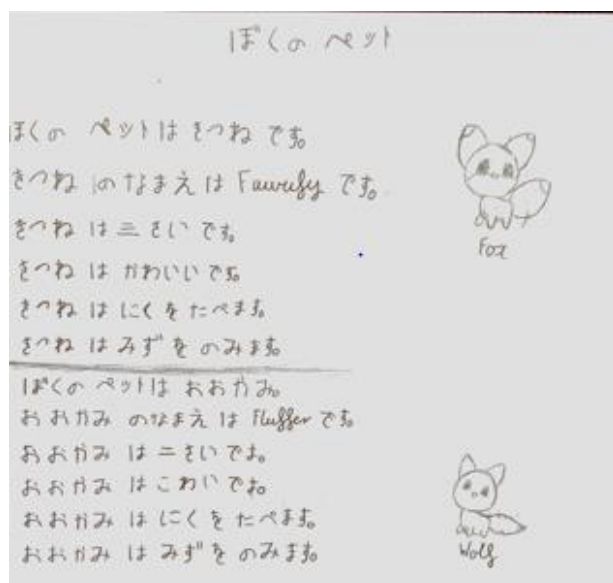 ぼくの ペット
ぼくの ペットは きつね です。
きつね のなまえ は です。
きつね は 三 さい です。
きつね は かわいい です。
きつね は にく を たべます。
きつね は みず を のみます。
Fox
ぼくの ペットは おおかみ。
おおかみ のなまえ は Fluffer です。
おおかみ は 二 さい です。
おおかみ は こわい です。
おおかみ は にく を たべます。
おおかみ は みず を のみます。
Wolf